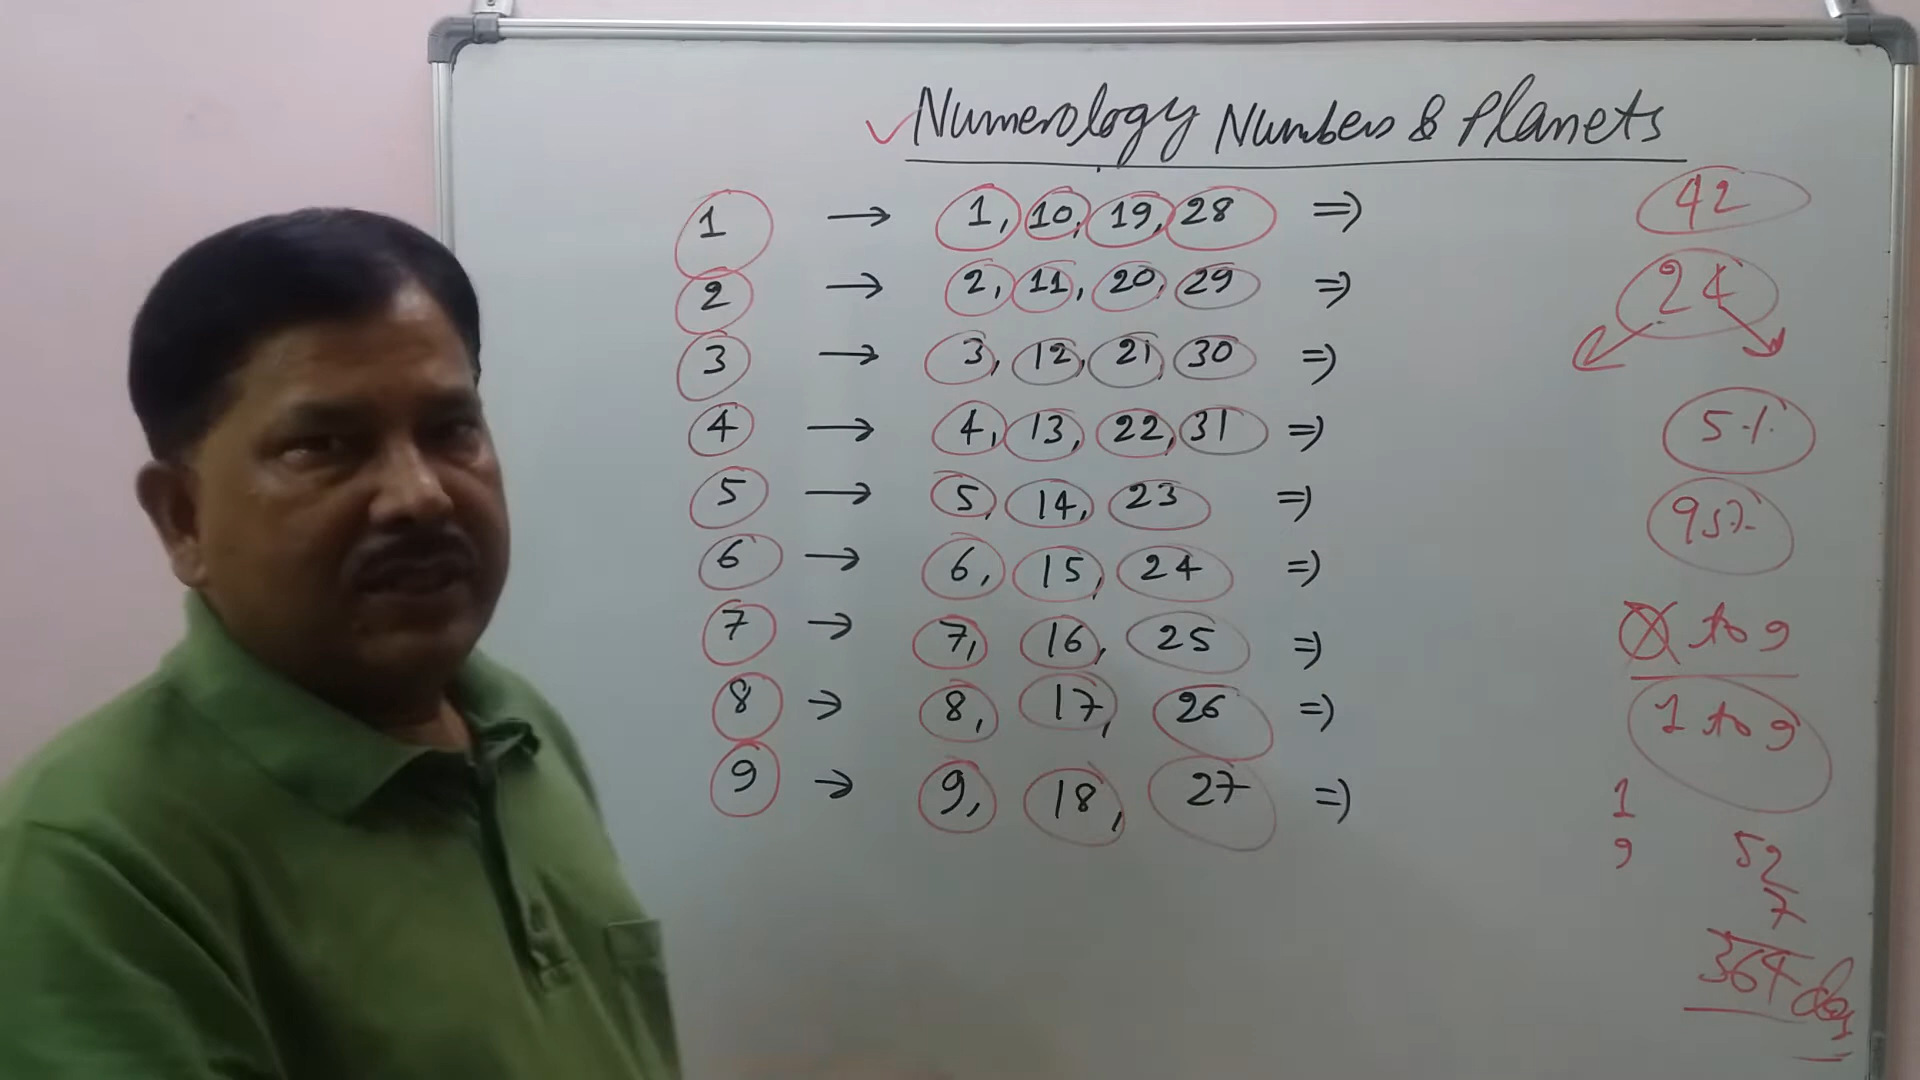 ✓ Numerology Numbers & Planets
1 → 1, 10, 19, 28 ⇒
2 → 2, 11, 20, 29 ⇒
3 → 3, 12, 21, 30 ⇒
4 → 4, 13, 22, 31 ⇒
5 → 5, 14, 23 ⇒
6 → 6, 15, 24 ⇒
7 → 7, 16, 25 ⇒
8 → 8, 17, 26 ⇒
9 → 9, 18, 27 ⇒
42
24
5%
95%
to 9
1 to 9
1
9
52
7
364 days